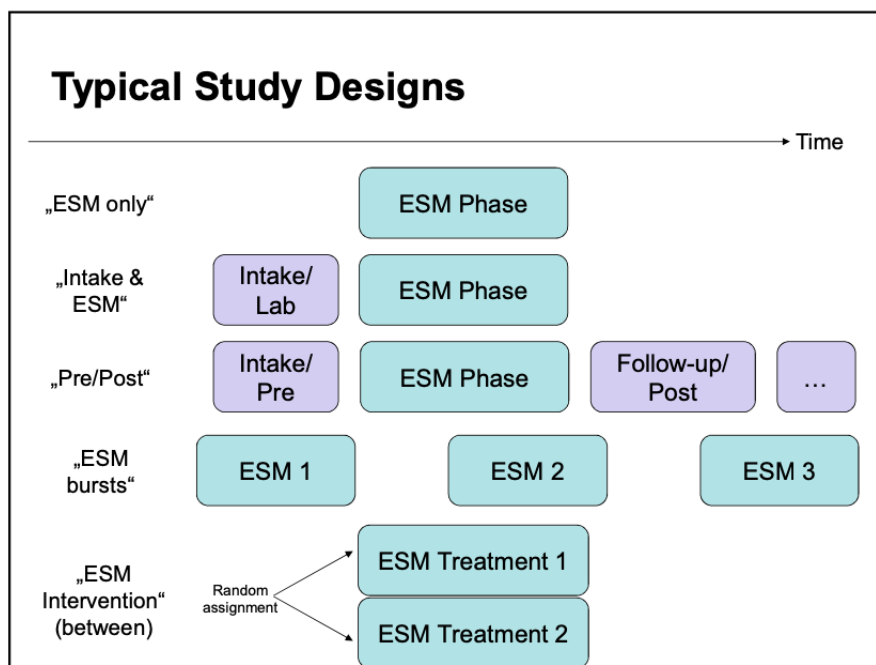 Typical Study Designs
Time
„ESM only“
ESM Phase
„Intake &
ESM“
Intake/
Lab
ESM Phase
„Pre/Post“
Intake/
Pre
ESM Phase
Follow-up/
Post
...
„ESM
bursts“
ESM 1
ESM 2
ESM 3
„ESM
Intervention“
(between)
Random
assignment
ESM Treatment 1
ESM Treatment 2